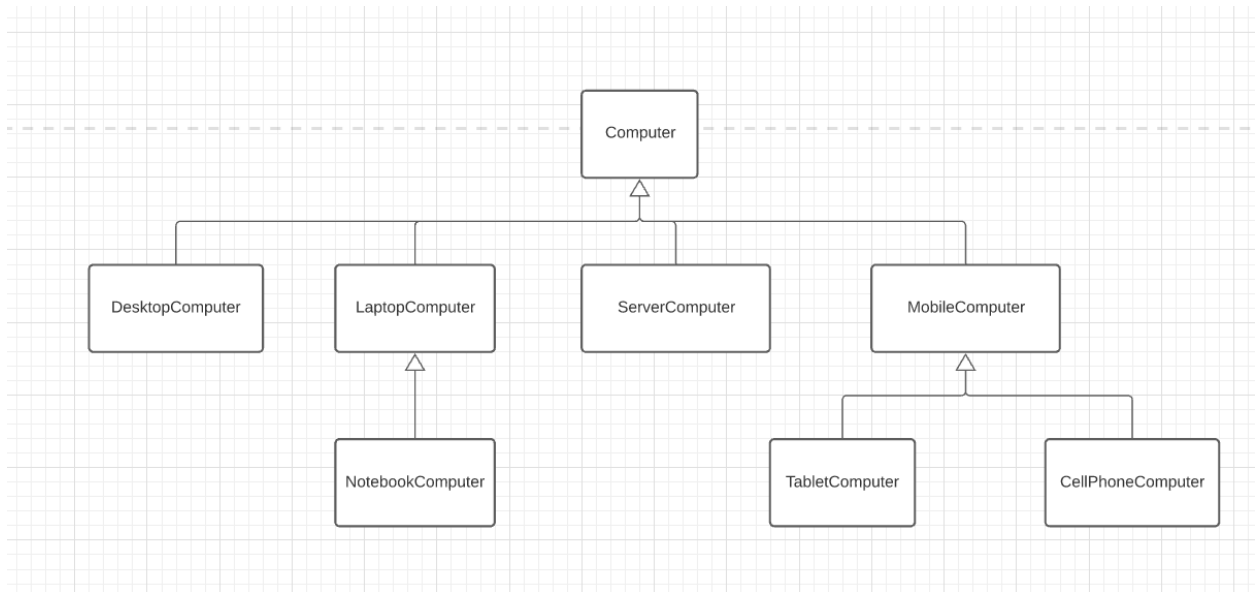 Computer
DesktopComputer
LaptopComputer
ServerComputer
MobileComputer
NotebookComputer
TabletComputer
CellPhoneComputer